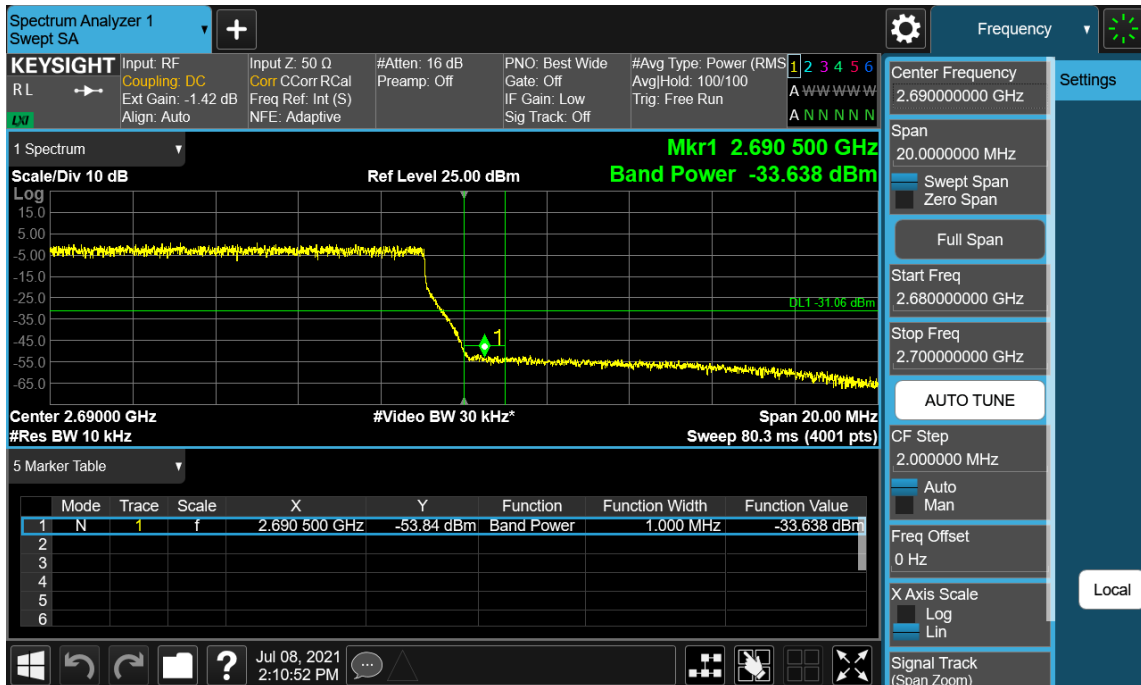 Spectrum Analyzer 1
Swept SA
+
Frequency
KEYSIGHT
R L
LXI
Input: RF
Coupling: DC
Ext Gain: -1.42 dB
Align: Auto
Input Z: 50 Ω
Corr CCorr RCal
Freq Ref: Int (S)
NFE: Adaptive
#Atten: 16 dB
Preamp: Off
PNO: Best Wide
Gate: Off
IF Gain: Low
Sig Track: Off
#Avg Type: Power (RMS
Avg|Hold: 100/100
Trig: Free Run
1 2 3 4 5 6
A W W W W W
A N N N N N
1 Spectrum
Scale/Div 10 dB
Ref Level 25.00 dBm
Mkr1 2.690 500 GHz
Band Power -33.638 dBm
Log
15.0
5.00
-5.00
-15.0
-25.0
-35.0
-45.0
-55.0
-65.0
DL1 -31.06 dBm
1
Center 2.69000 GHz
#Video BW 30 kHz*
Span 20.00 MHz
#Res BW 10 kHz
Sweep 80.3 ms (4001 pts)
5 Marker Table
Mode Trace Scale X Y Function Function Width Function Value
1 N 1 f 2.690 500 GHz -53.84 dBm Band Power 1.000 MHz -33.638 dBm
2
3
4
5
6
Jul 08, 2021
2:10:52 PM
?
Center Frequency
2.690000000 GHz
Span
20.0000000 MHz
Swept Span
Zero Span
Full Span
Start Freq
2.680000000 GHz
Stop Freq
2.700000000 GHz
AUTO TUNE
CF Step
2.000000 MHz
Auto
Man
Freq Offset
0 Hz
X Axis Scale
Log
Lin
Signal Track
(Span Zoom)
Settings
Local